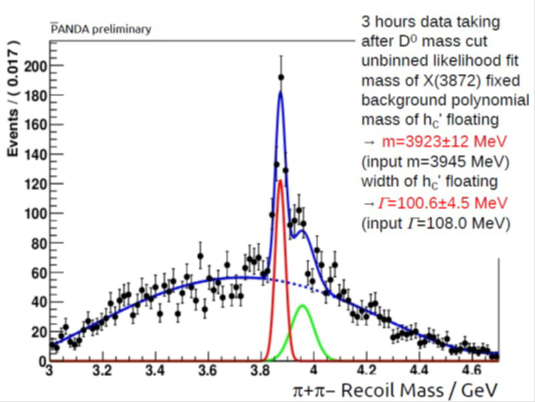 P̅ANDA preliminary
3 hours data taking
after D⁰ mass cut
unbinned likelihood fit
mass of X(3872) fixed
background polynomial
mass of h꜀' floating
→ m=3923±12 MeV
(input m=3945 MeV)
width of h꜀' floating
→Γ=100.6±4.5 MeV
(input Γ=108.0 MeV)
Events / ( 0.017 )
200
180
160
140
120
100
80
60
40
20
0
3 3.2 3.4 3.6 3.8 4 4.2 4.4 4.6
π+π− Recoil Mass / GeV